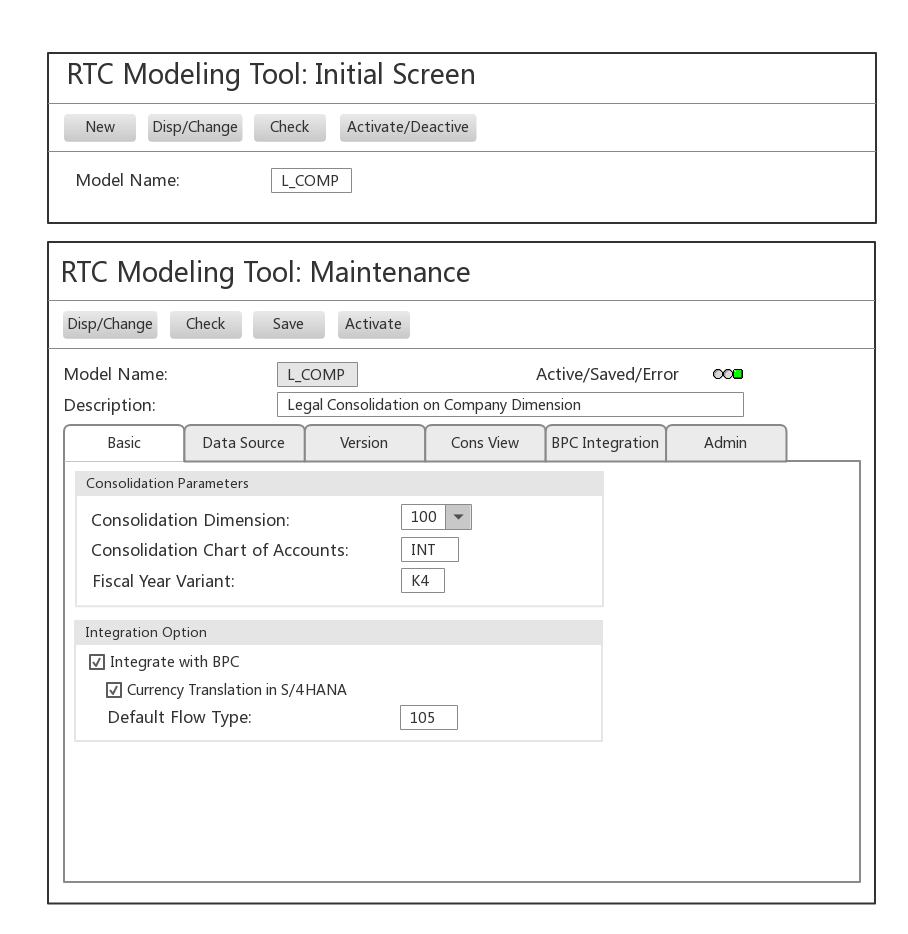 RTC Modeling Tool: Initial Screen
New Disp/Change Check Activate/Deactive
Model Name: L_COMP
RTC Modeling Tool: Maintenance
Disp/Change Check Save Activate
Model Name: L_COMP Active/Saved/Error
Description: Legal Consolidation on Company Dimension
Basic Data Source Version Cons View BPC Integration Admin
Consolidation Parameters
Consolidation Dimension: 100
Consolidation Chart of Accounts: INT
Fiscal Year Variant: K4
Integration Option
Integrate with BPC
Currency Translation in S/4HANA
Default Flow Type: 105